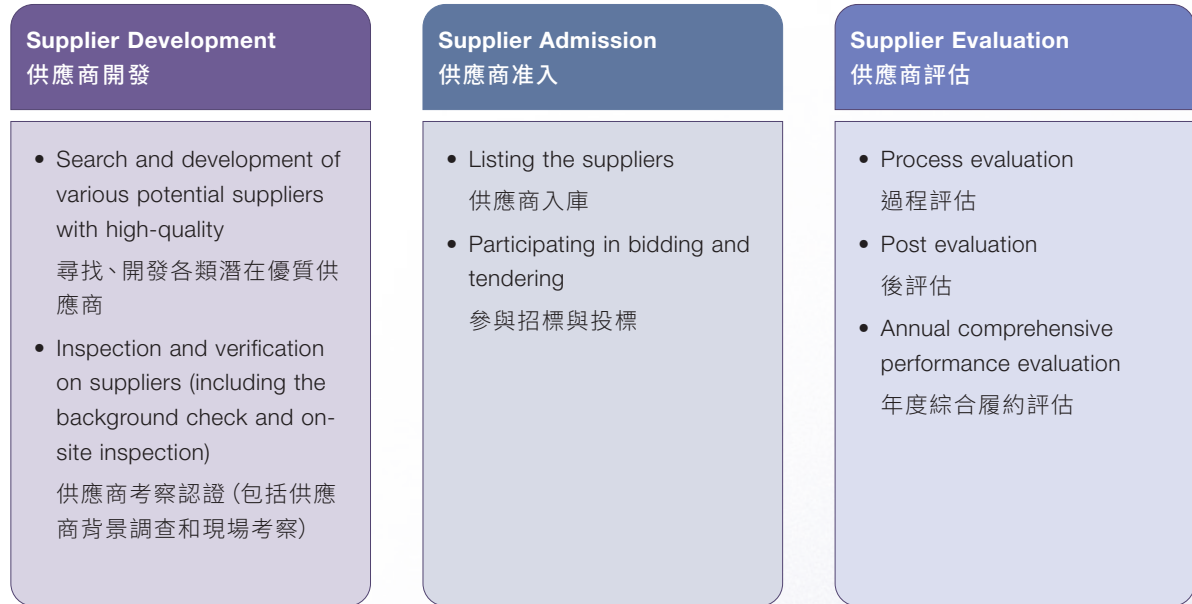 Supplier Development
供應商開發
• Search and development of
various potential suppliers
with high-quality
尋找、開發各類潛在優質供
應商
• Inspection and verification
on suppliers (including the
background check and on-
site inspection)
供應商考察認證(包括供應
商背景調查和現場考察)
Supplier Admission
供應商准入
• Listing the suppliers
供應商入庫
• Participating in bidding and
tendering
參與招標與投標
Supplier Evaluation
供應商評估
• Process evaluation
過程評估
• Post evaluation
後評估
• Annual comprehensive
performance evaluation
年度綜合履約評估